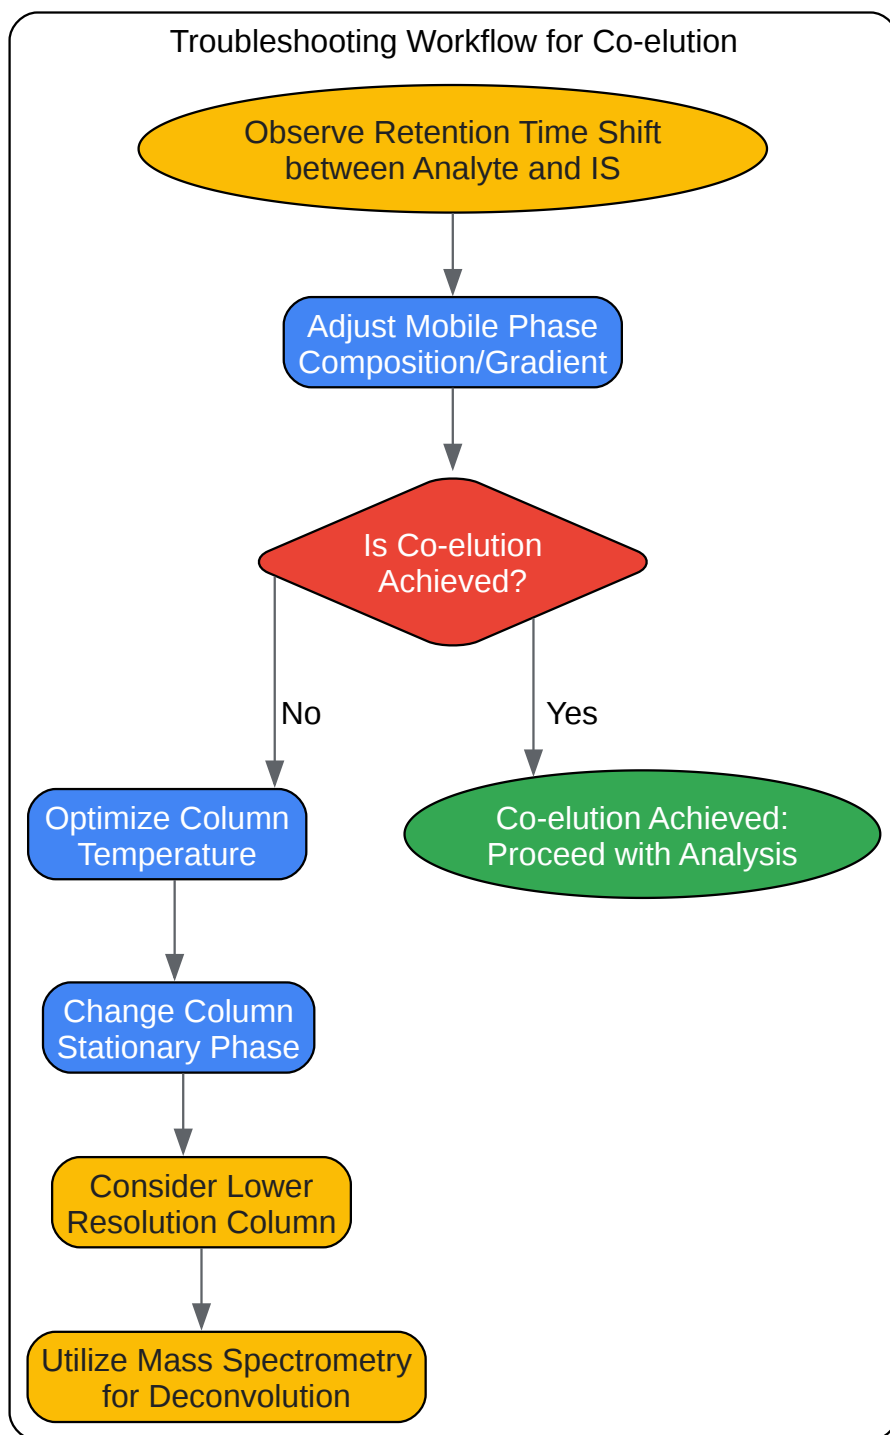 Troubleshooting Workflow for Co-elution
Observe Retention Time Shift
between Analyte and IS
Adjust Mobile Phase
Composition/Gradient
Is Co-elution
Achieved?
No
Yes
Optimize Column
Temperature
Co-elution Achieved:
Proceed with Analysis
Change Column
Stationary Phase
Consider Lower
Resolution Column
Utilize Mass Spectrometry
for Deconvolution